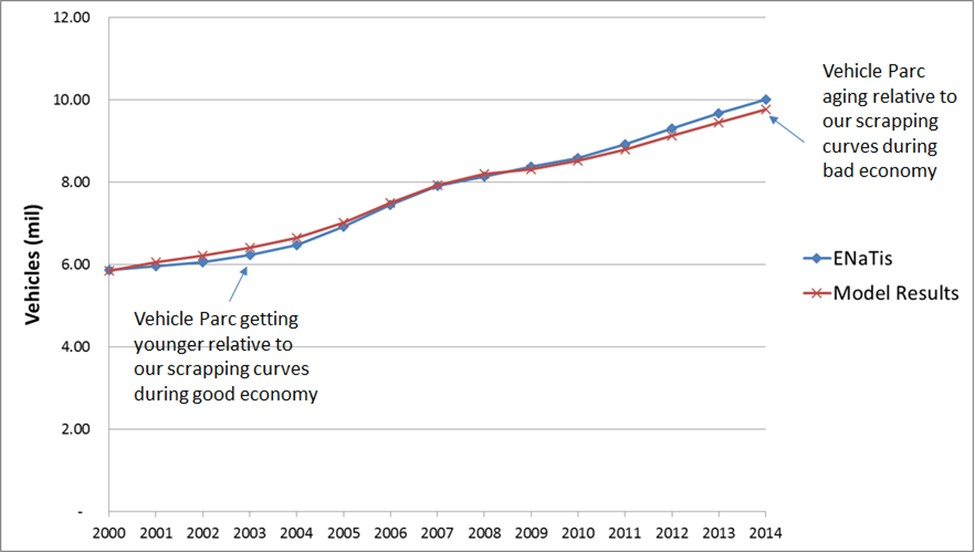 12.00
10.00
8.00
6.00
4.00
2.00
-
Vehicles (mil)
2000 2001 2002 2003 2004 2005 2006 2007 2008 2009 2010 2011 2012 2013 2014
Vehicle Parc getting
younger relative to
our scrapping curves
during good economy
Vehicle Parc
aging relative to
our scrapping
curves during
bad economy
ENaTis
Model Results